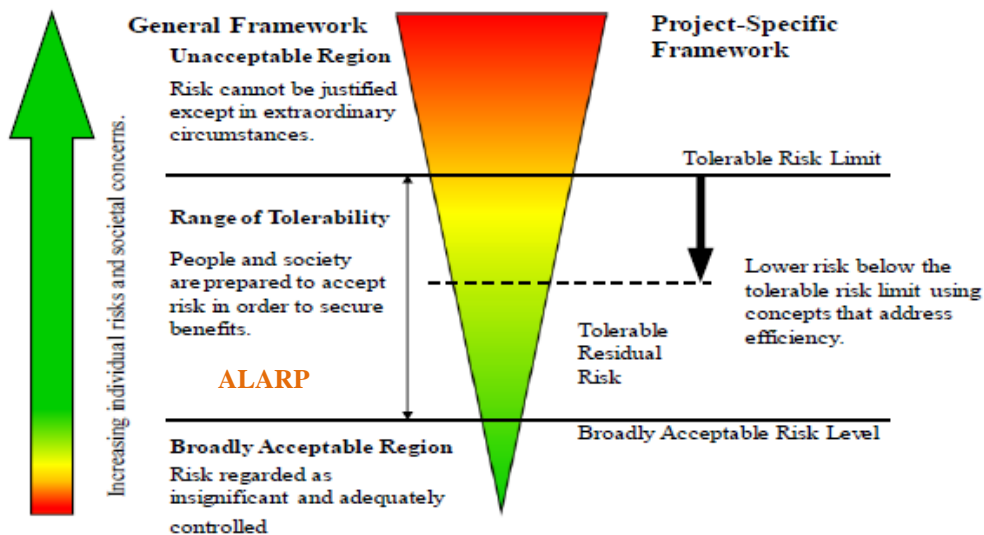 General Framework
Unacceptable Region
Risk cannot be justified
except in extraordinary
circumstances.
Project-Specific
Framework
Tolerable Risk Limit
Increasing individual risks and societal concerns.
Range of Tolerability
People and society
are prepared to accept
risk in order to secure
benefits.
ALARP
Lower risk below the
tolerable risk limit using
concepts that address
efficiency.
Tolerable
Residual
Risk
Broadly Acceptable Risk Level
Broadly Acceptable Region
Risk regarded as
insignificant and adequately
controlled